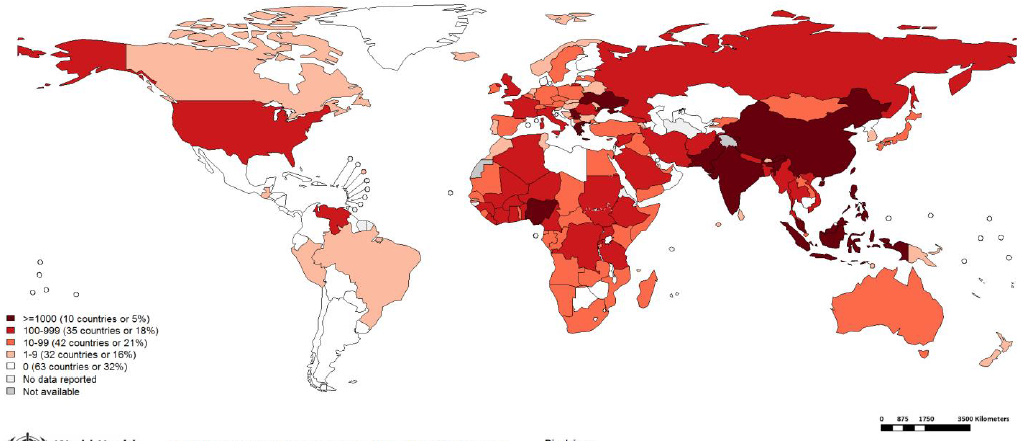 >=1000 (10 countries or 5%)
100-999 (35 countries or 18%)
10-99 (42 countries or 21%)
1-9 (32 countries or 16%)
0 (63 countries or 32%)
No data reported
Not available
0 875 1750 3500 Kilometers